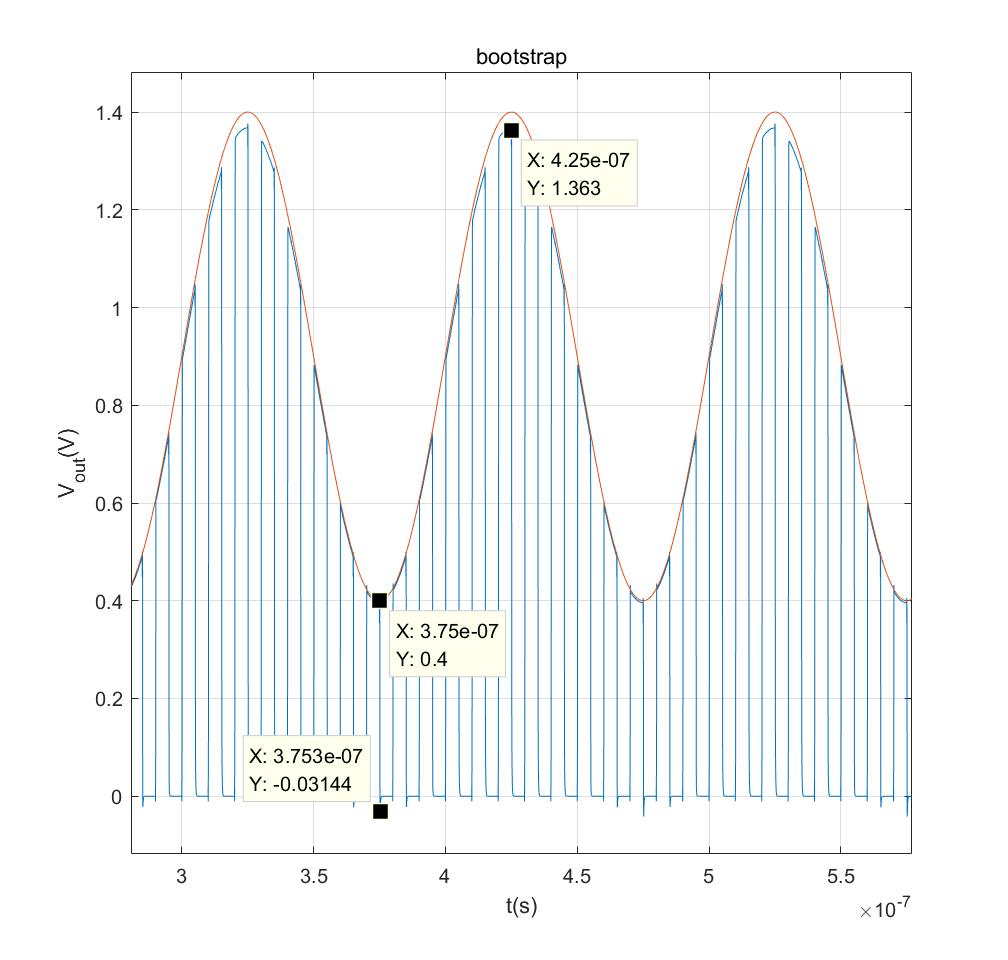 bootstrap
1.4
1.2
1
0.8
0.6
0.4
0.2
0
V_out(V)
X: 4.25e-07
Y: 1.363
X: 3.75e-07
Y: 0.4
X: 3.753e-07
Y: -0.03144
3 3.5 4 4.5 5 5.5
t(s)
×10^-7